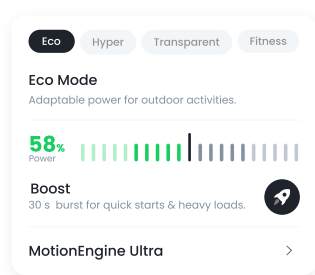 Eco Hyper Transparent Fitness
Eco Mode
Adaptable power for outdoor activities.
58%
Power
Boost
30 s burst for quick starts & heavy loads.
MotionEngine Ultra